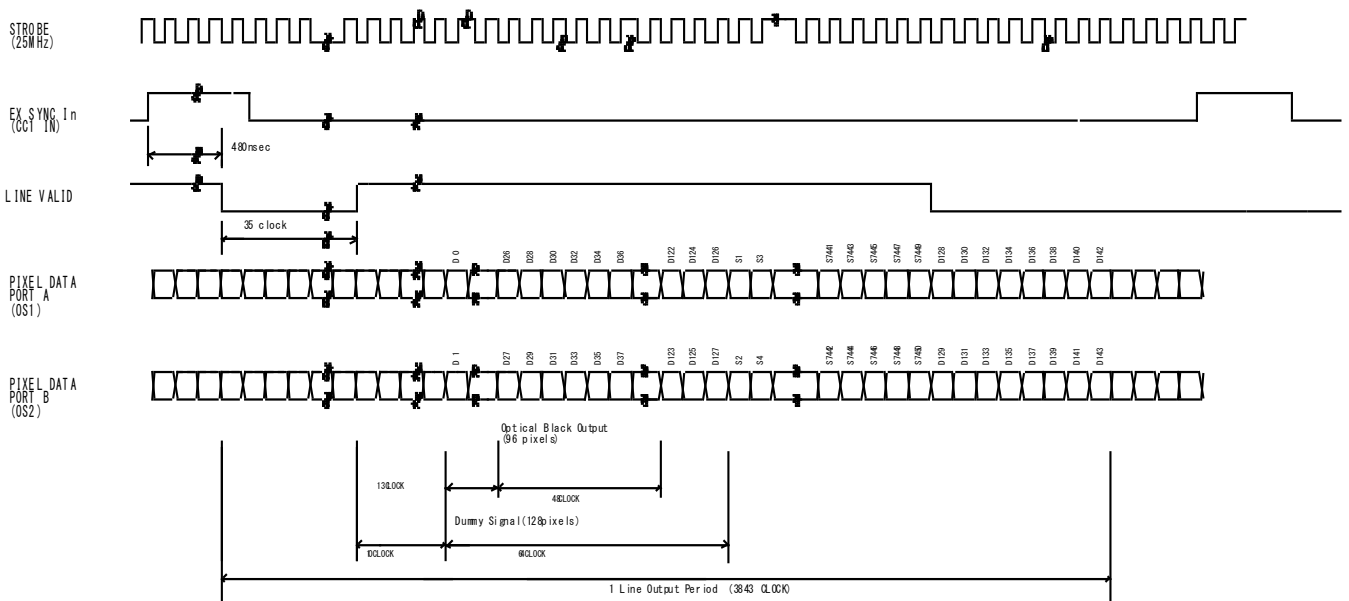 STROBE
(25MHz)
EX SYNC In
(CC1 IN)
480nsec
LINE VALID
35 clock
D 0
D26
D28
D30
D32
D34
D36
D122
D124
D126
S1
S3
S7441
S7443
S7445
S7447
S7449
D128
D130
D132
D134
D136
D138
D140
D142
PIXEL DATA
PORT A
(OS1)
D 1
D27
D29
D31
D33
D35
D37
D123
D125
D127
S2
S4
S7442
S7444
S7446
S7448
S7450
D129
D131
D133
D135
D137
D139
D141
D143
PIXEL DATA
PORT B
(OS2)
Optical Black Output
(96 pixels)
13CLOCK
48CLOCK
Dummy Signal(128pixels)
10CLOCK
64CLOCK
1 Line Output Period (3843 CLOCK)